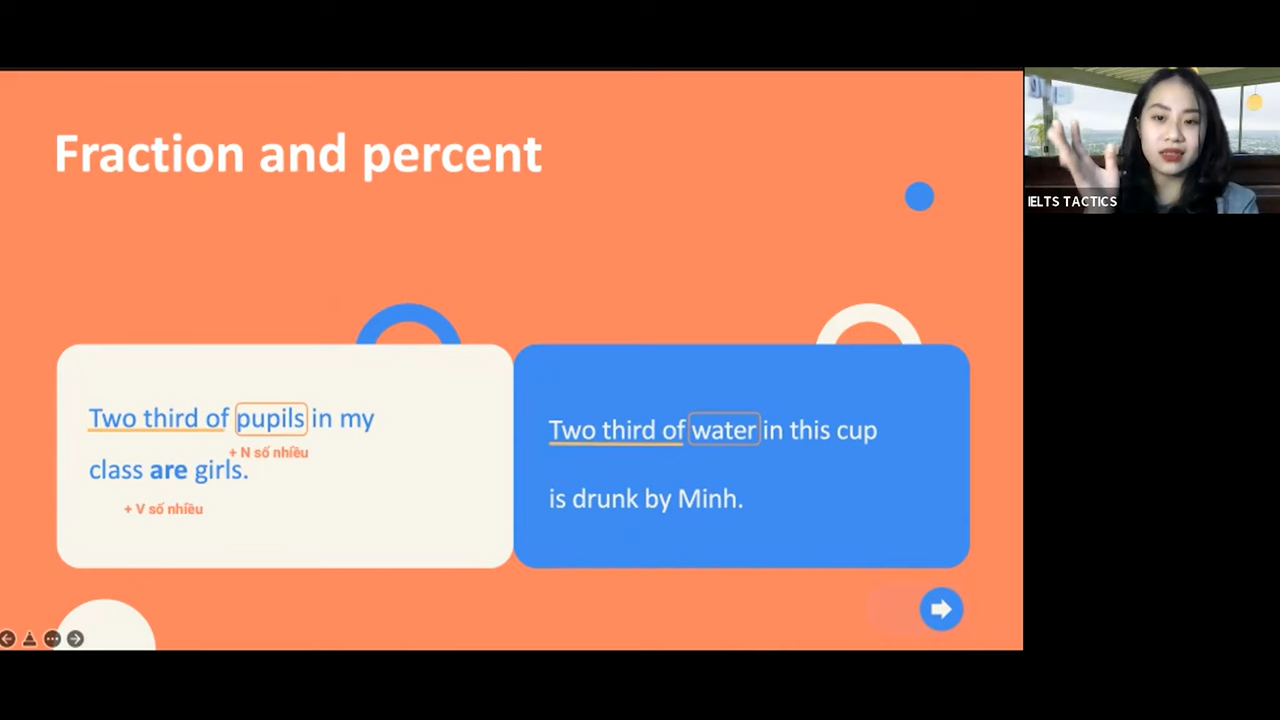 Fraction and percent
IELTS TACTICS
Two third of pupils in my
+ N số nhiều
class are girls.
+ V số nhiều
Two third of water in this cup
is drunk by Minh.